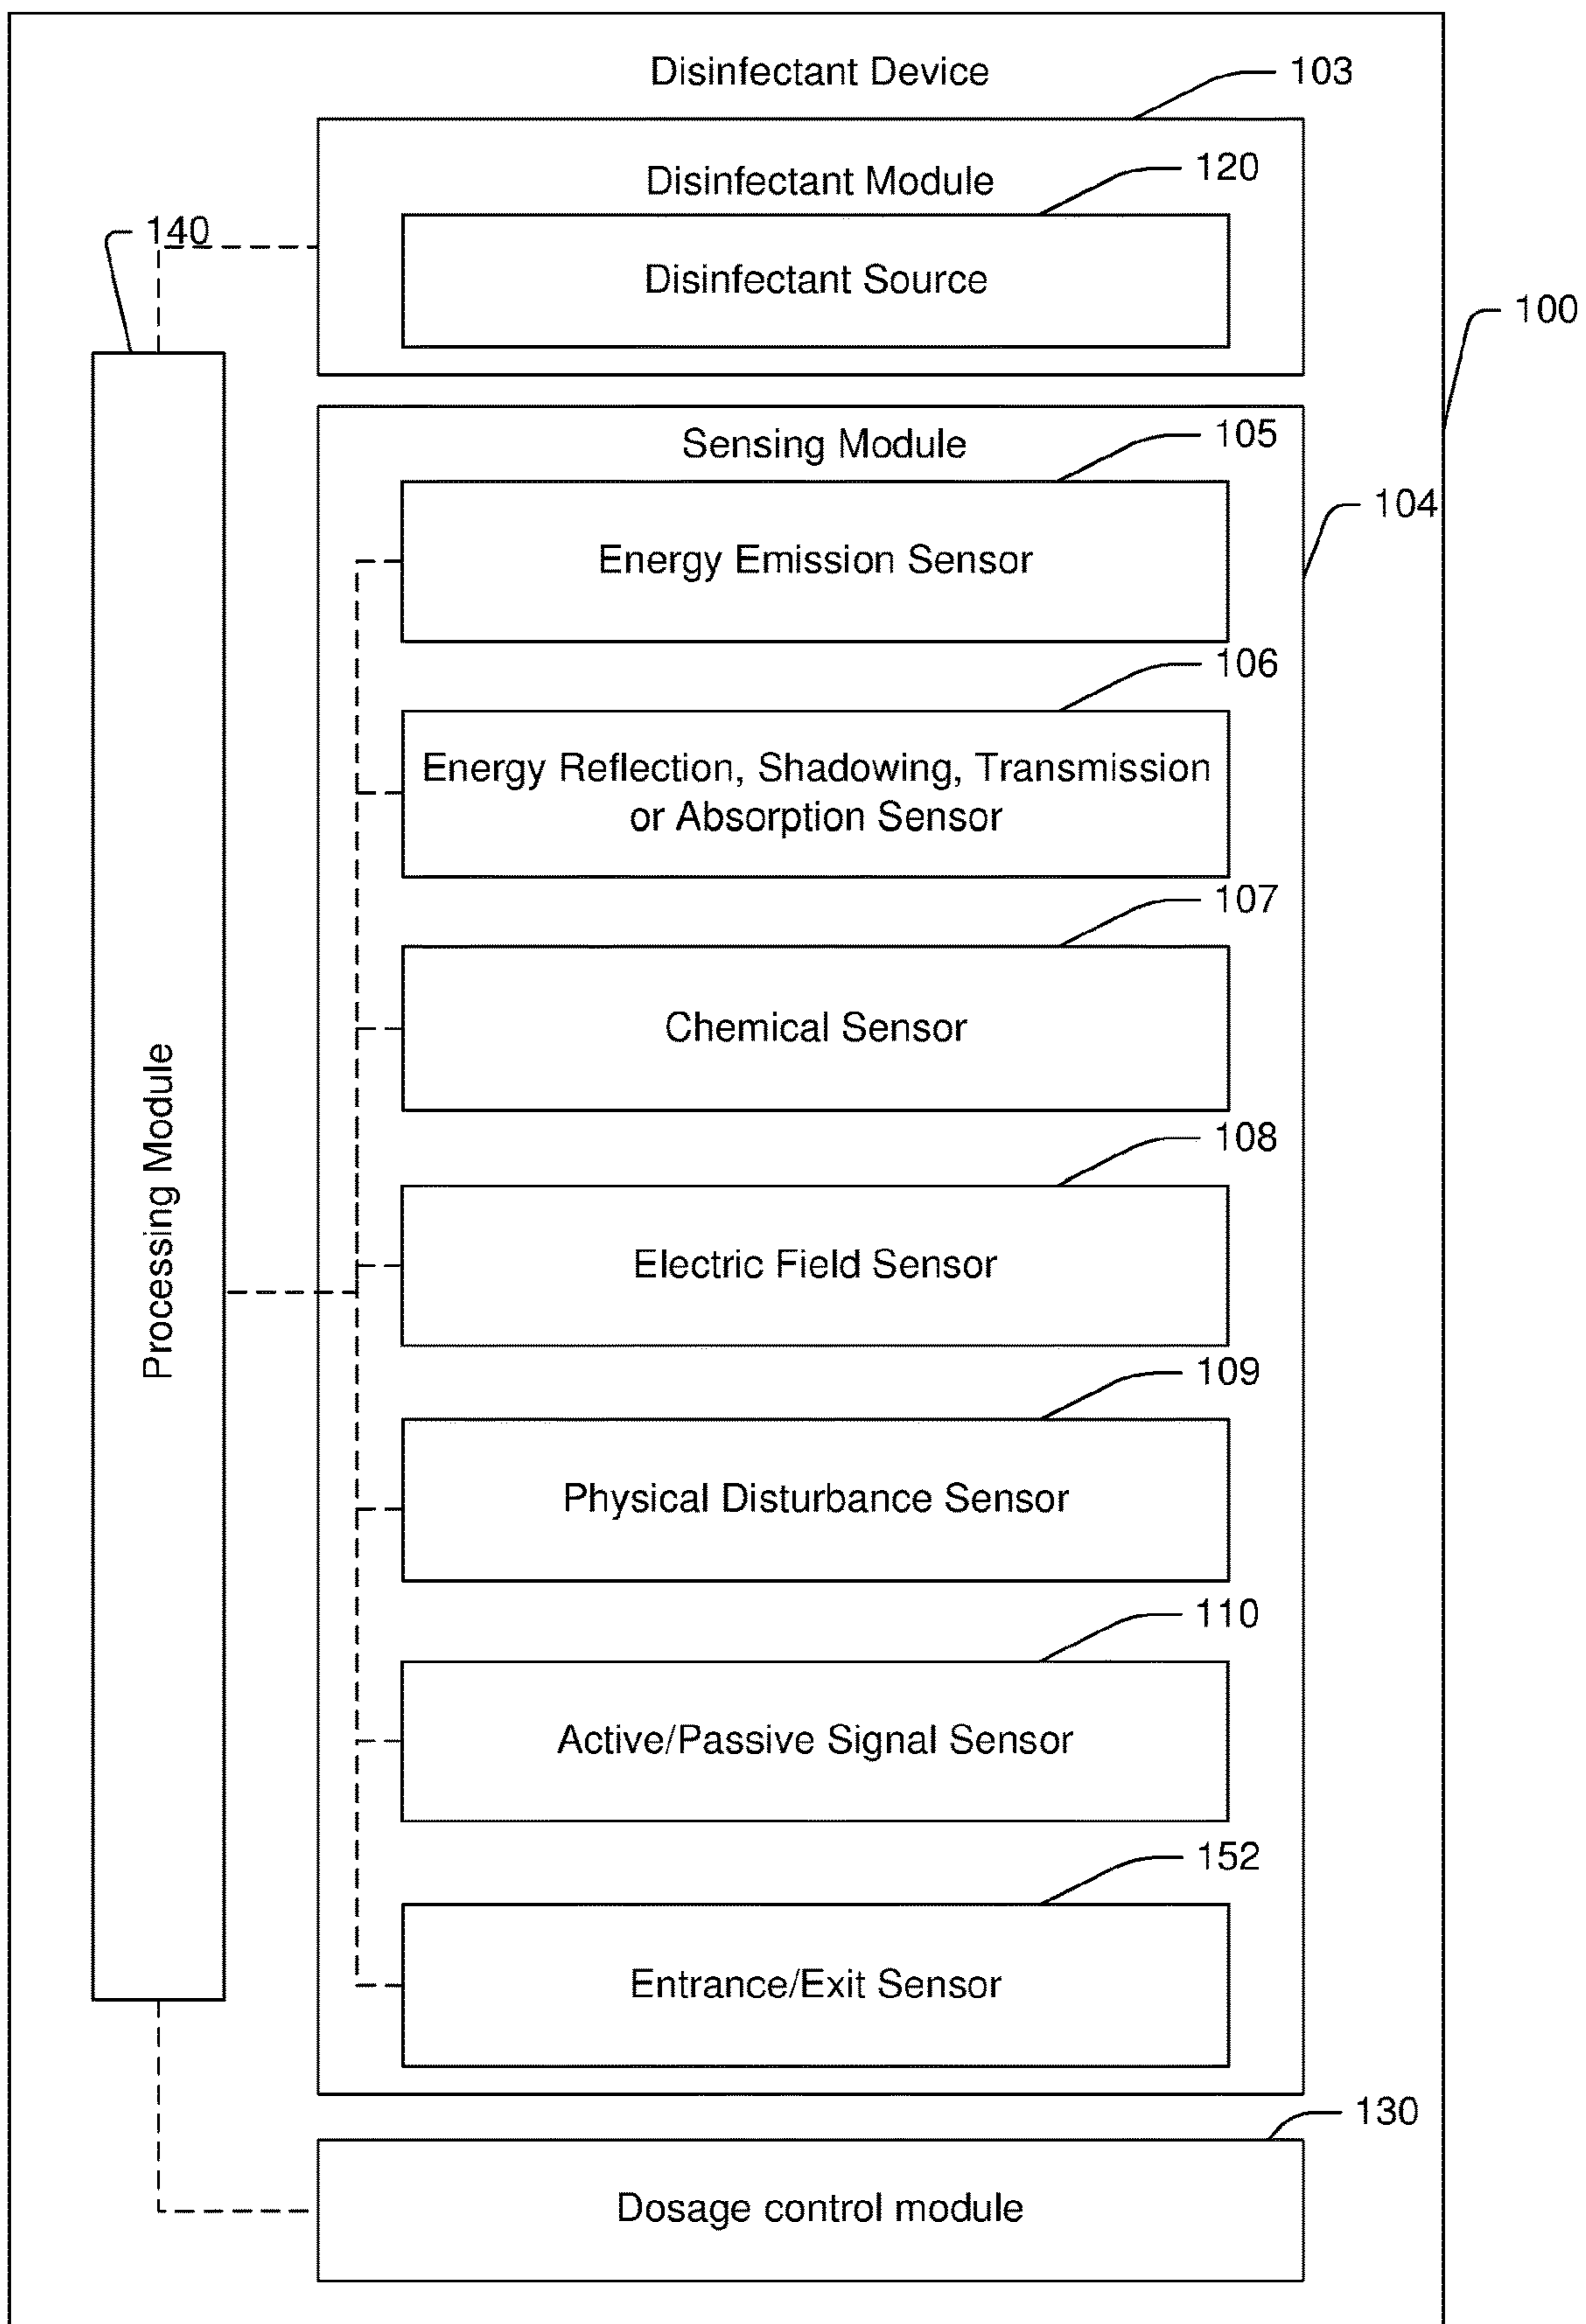 Disinfectant Device
103
Disinfectant Module
120
140
Disinfectant Source
100
Sensing Module
105
104
Energy Emission Sensor
106
Energy Reflection, Shadowing, Transmission
or Absorption Sensor
107
Chemical Sensor
Processing Module
108
Electric Field Sensor
109
Physical Disturbance Sensor
110
Active/Passive Signal Sensor
152
Entrance/Exit Sensor
130
Dosage control module